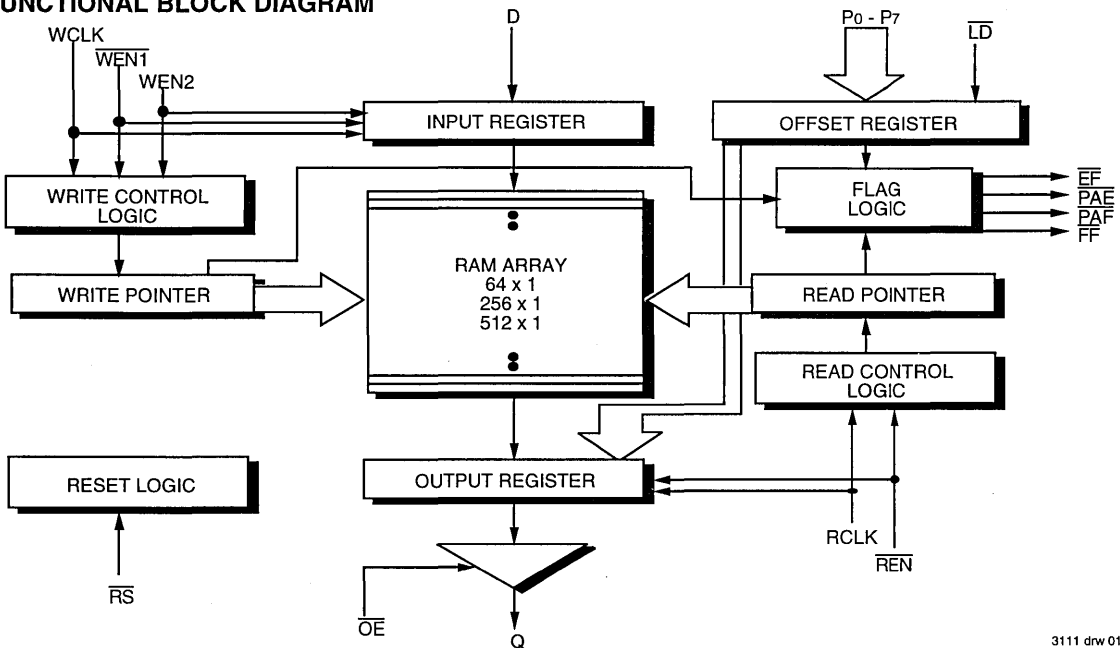 UNCTIONAL BLOCK DIAGRAM
WCLK
WEN1
WEN2
D
P0 - P7
LD
INPUT REGISTER
OFFSET REGISTER
WRITE CONTROL
LOGIC
FLAG
LOGIC
EF
PAE
PAF
FF
WRITE POINTER
RAM ARRAY
64 x 1
256 x 1
512 x 1
READ POINTER
READ CONTROL
LOGIC
RESET LOGIC
OUTPUT REGISTER
RCLK
REN
RS
OE
Q
3111 drw 01